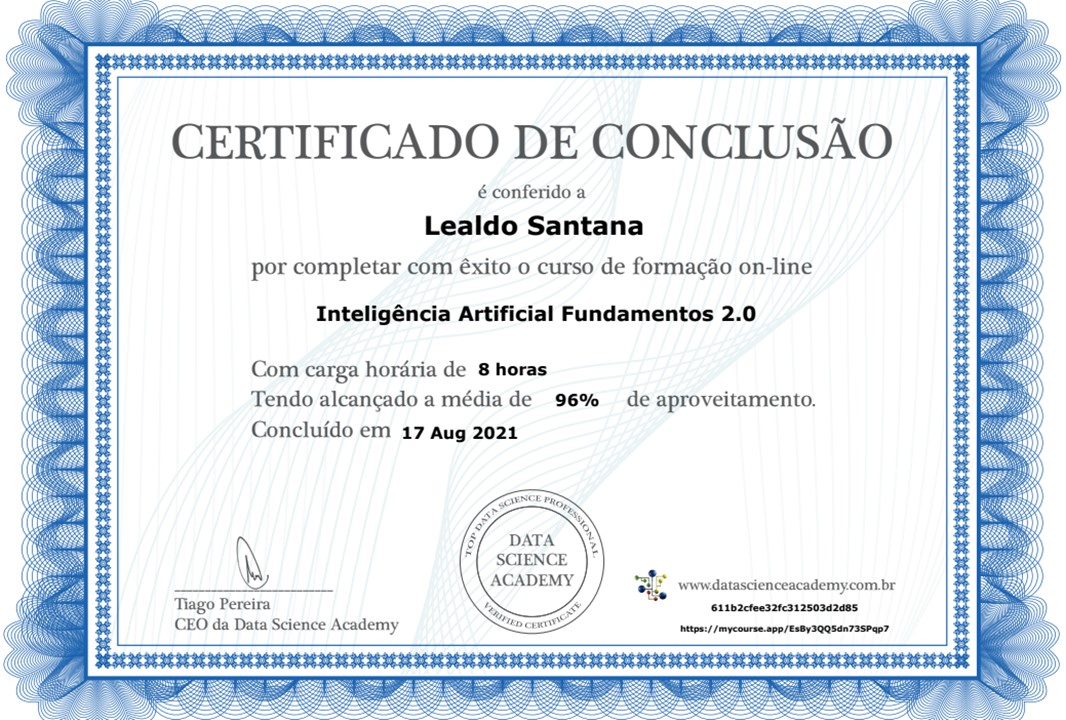 CERTIFICADO DE CONCLUSÃO
é conferido a
Lealdo Santana
por completar com êxito o curso de formação on-line
Inteligência Artificial Fundamentos 2.0
Com carga horária de 8 horas
Tendo alcançado a média de 96% de aproveitamento.
Concluído em 17 Aug 2021
TOP DATA SCIENCE PROFESSIONAL
DATA
SCIENCE
ACADEMY
VERIFIED CERTIFICATE
Tiago Pereira
CEO da Data Science Academy
www.datascienceacademy.com.br
611b2cfee32fc312503d2d85
https://mycourse.app/EsBy3QQ5dn73SPqp7